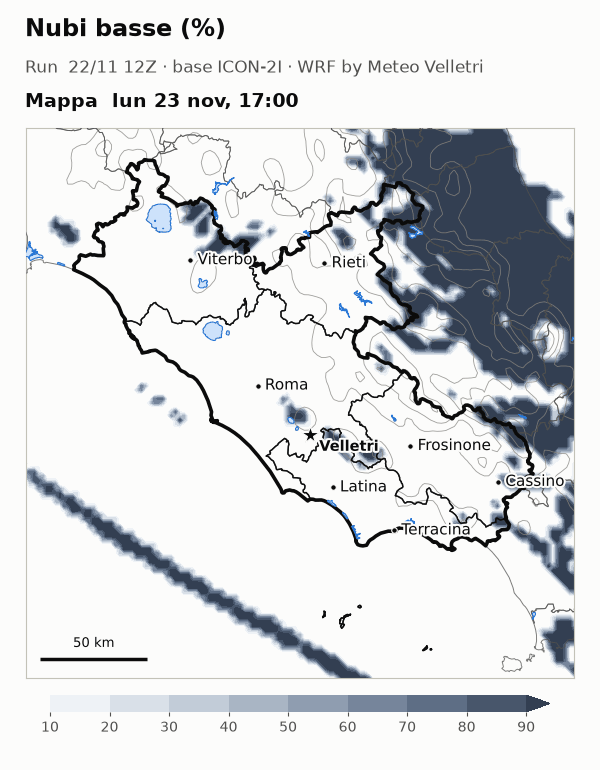 Nubi basse (%)
Run  22/11 12Z · base ICON-2I · WRF by Meteo Velletri
Mappa  lun 23 nov, 17:00
Viterbo
Rieti
Roma
Velletri
Frosinone
Cassino
Latina
Terracina
50 km
10 20 30 40 50 60 70 80 90